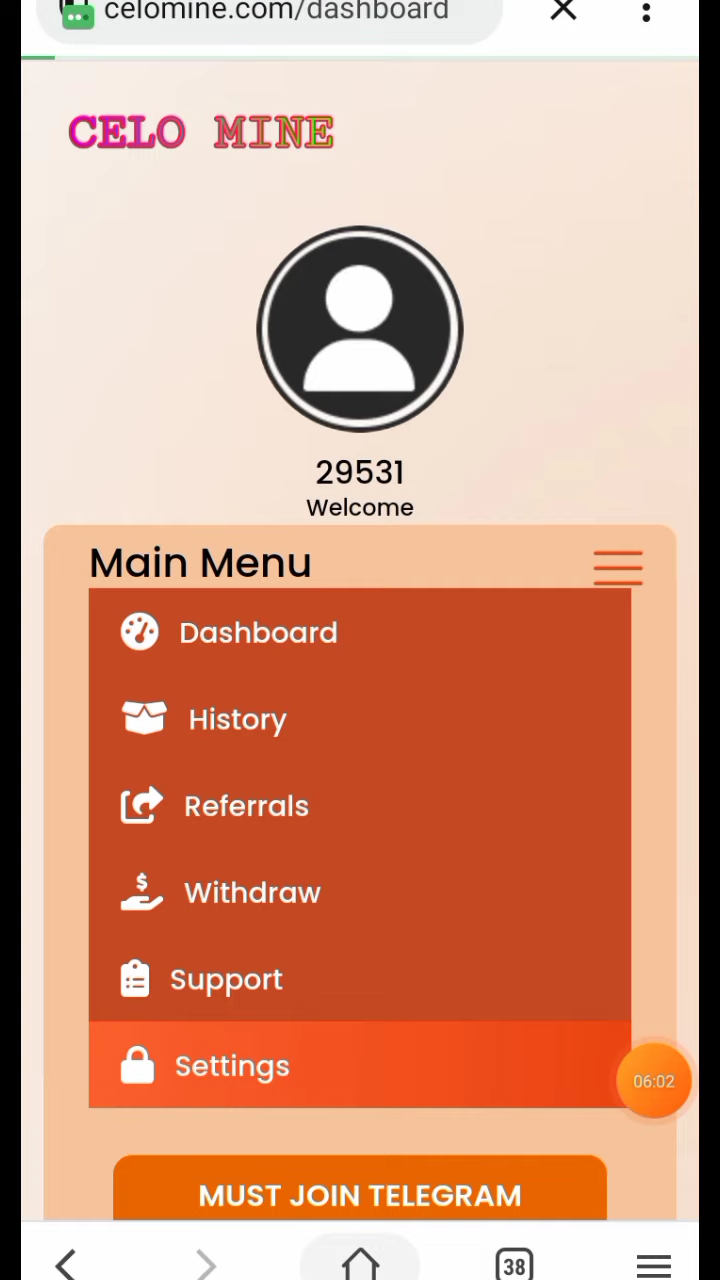 celomine.com/dashboard
CELO MINE
29531
Welcome
Main Menu
Dashboard
History
Referrals
$
Withdraw
Support
Settings
06:02
MUST JOIN TELEGRAM
38